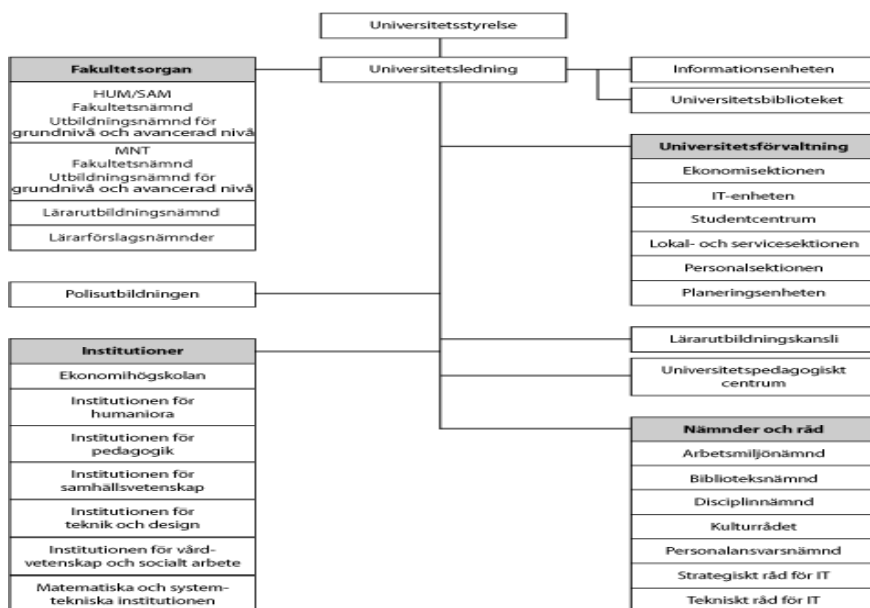 Universitetsstyrelse
Universitetsledning
Fakultetsorgan
HUM/SAM
Fakultetsnämnd
Utbildningsnämnd för
grundnivå och avancerad nivå
MNT
Fakultetsnämnd
Utbildningsnämnd för
grundnivå och avancerad nivå
Lärarutbildningsnämnd
Lärarförslagsnämnder
Polisutbildningen
Institutioner
Ekonomihögskolan
Institutionen för
humaniora
Institutionen för
pedagogik
Institutionen för
samhällsvetenskap
Institutionen för
teknik och design
Institutionen för vård-
vetenskap och socialt arbete
Matematiska och system-
tekniska institutionen
Informationsenheten
Universitetsbiblioteket
Universitetsförvaltning
Ekonomisektionen
IT-enheten
Studentcentrum
Lokal- och servicesektionen
Personalsektionen
Planeringsenheten
Lärarutbildningskansli
Universitetspedagogiskt
centrum
Nämnder och råd
Arbetsmiljönämnd
Biblioteksnämnd
Disciplinnämnd
Kulturrådet
Personalansvarsnämnd
Strategiskt råd för IT
Tekniskt råd för IT